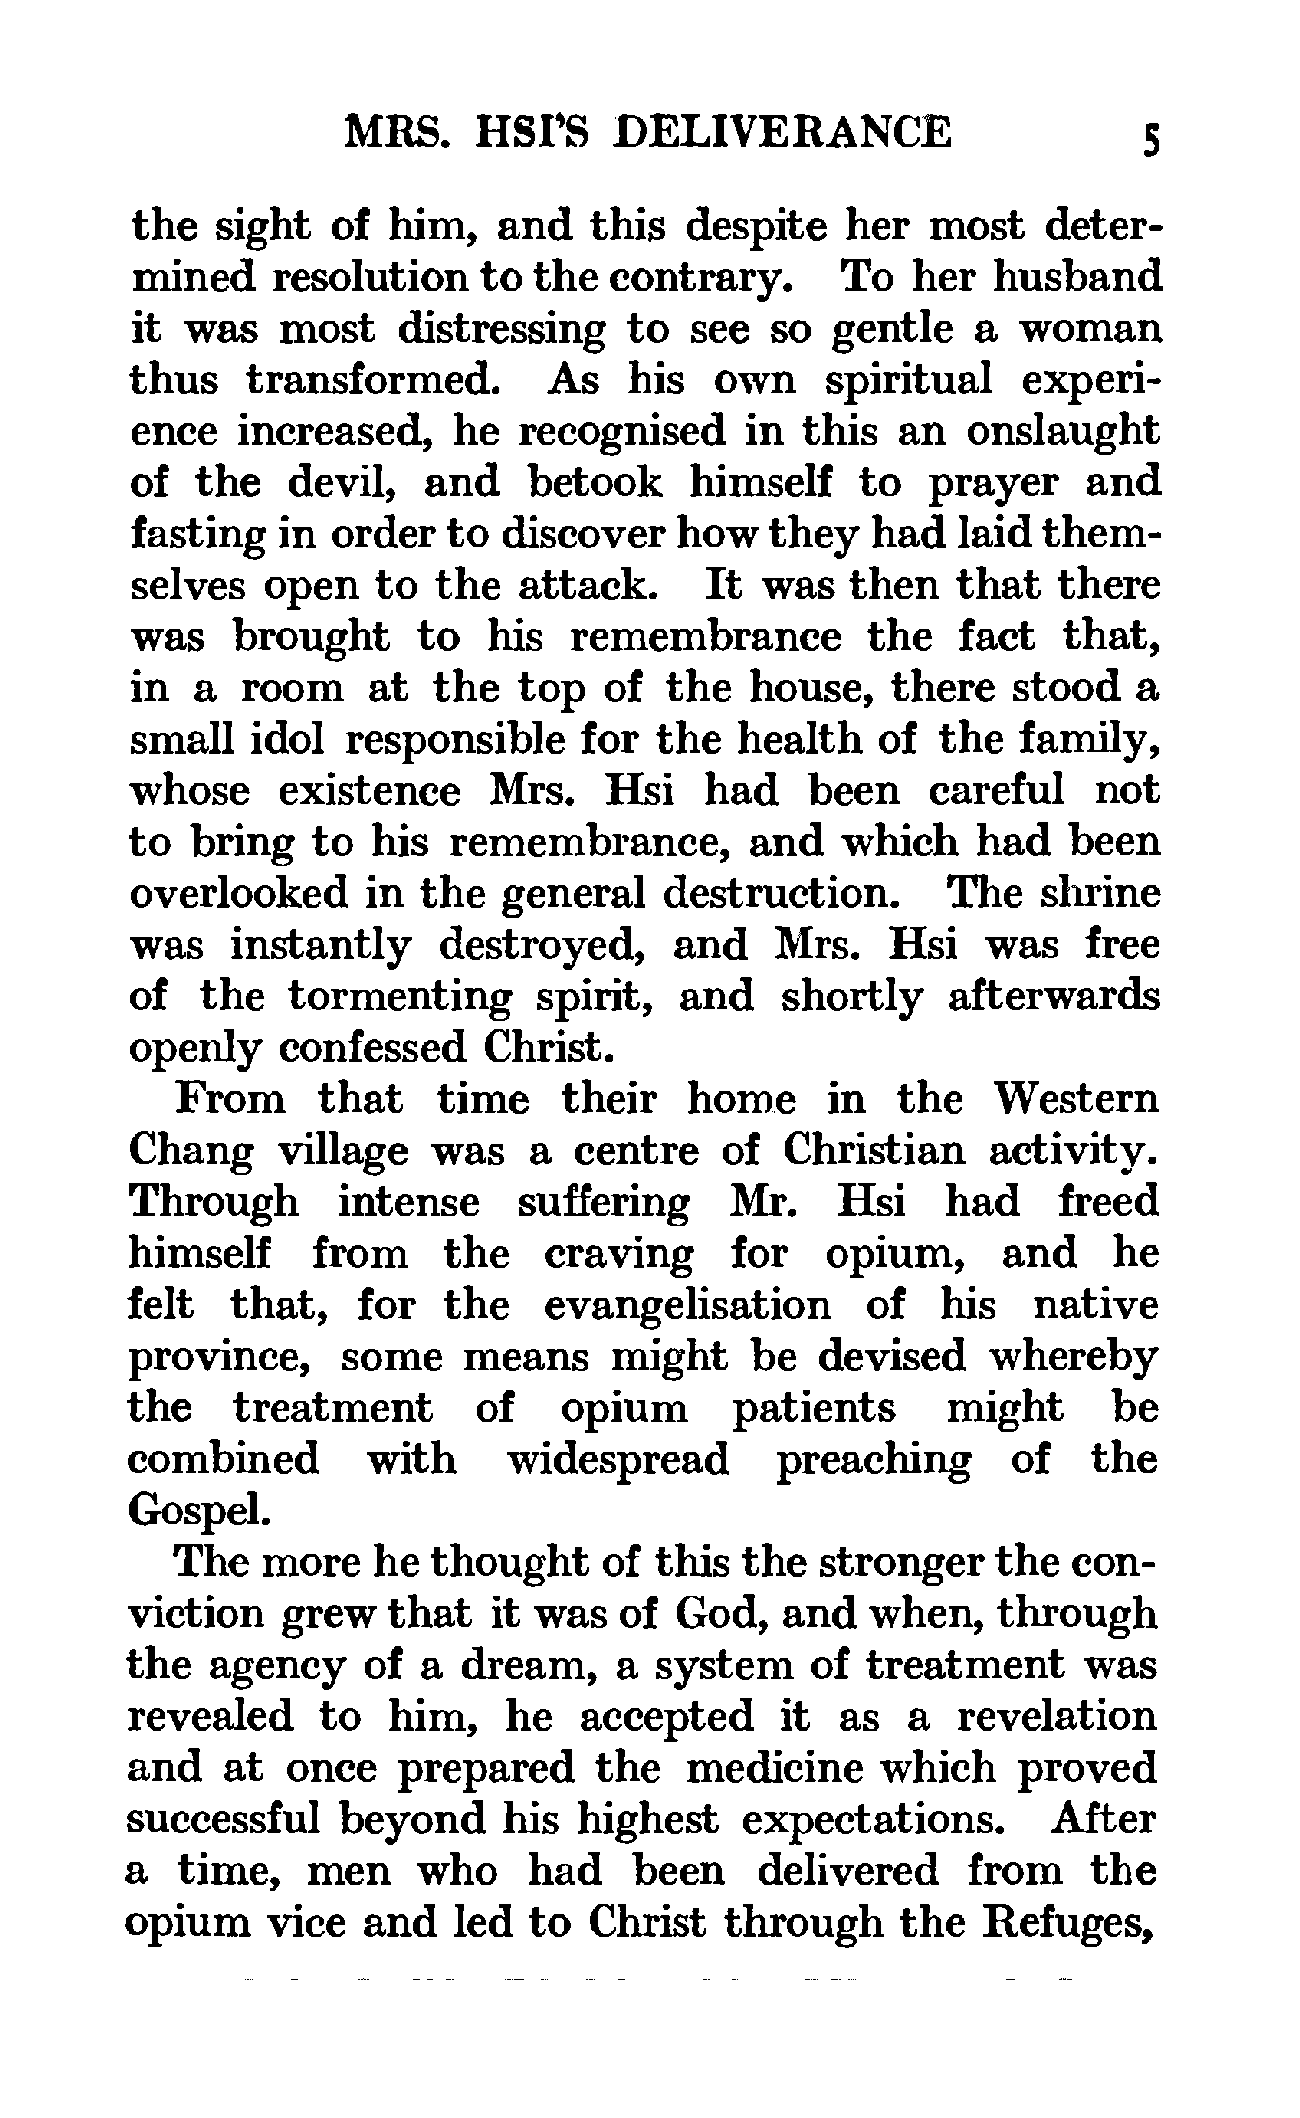 MRS. HSI'S DELIVERANCE 5
the sight of him, and this despite her most deter-
mined resolution to the contrary. To her husband
it was most distressing to see so gentle a woman
thus transformed. As his own spiritual experi-
ence increased, he recognised in this an onslaught
of the devil, and betook himself to prayer and
fasting in order to discover how they had laid them-
selves open to the attack. It was then that there
was brought to his remembrance the fact that,
in a room at the top of the house, there stood a
small idol responsible for the health of the family,
whose existence Mrs. Hsi had been careful not
to bring to his remembrance, and which had been
overlooked in the general destruction. The shrine
was instantly destroyed, and Mrs. Hsi was free
of the tormenting spirit, and shortly afterwards
openly confessed Christ.
From that time their home in the Western
Chang village was a centre of Christian activity.
Through intense suffering Mr. Hsi had freed
himself from the craving for opium, and he
felt that, for the evangelisation of his native
province, some means might be devised whereby
the treatment of opium patients might be
combined with widespread preaching of the
Gospel.
The more he thought of this the stronger the con-
viction grew that it was of God, and when, through
the agency of a dream, a system of treatment was
revealed to him, he accepted it as a revelation
and at once prepared the medicine which proved
successful beyond his highest expectations. After
a time, men who had been delivered from the
opium vice and led to Christ through the Refuges,